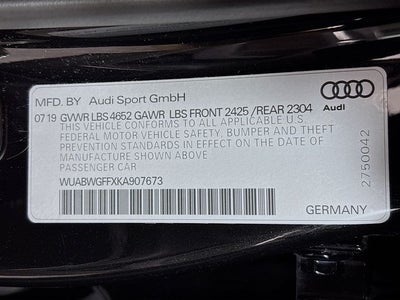 MFD. BY Audi Sport GmbH
07 19 GVWR LBS 4652 GAWR LBS FRONT 2425 /REAR 2304
Audi
THIS VEHICLE CONFORMS TO ALL APPLICABLE U.S.
FEDERAL MOTOR VEHICLE SAFETY, BUMPER, AND THEFT
PREVENTION STANDARDS IN EFFECT ON THE DATE OF
MANUFACTURE SHOWN ABOVE
PASSENGER CAR
WUABWGFFXKA907673
GERMANY
2750042